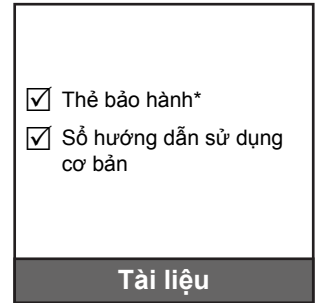 Thẻ bảo hành*
Sổ hướng dẫn sử dụng
cơ bản
Tài liệu